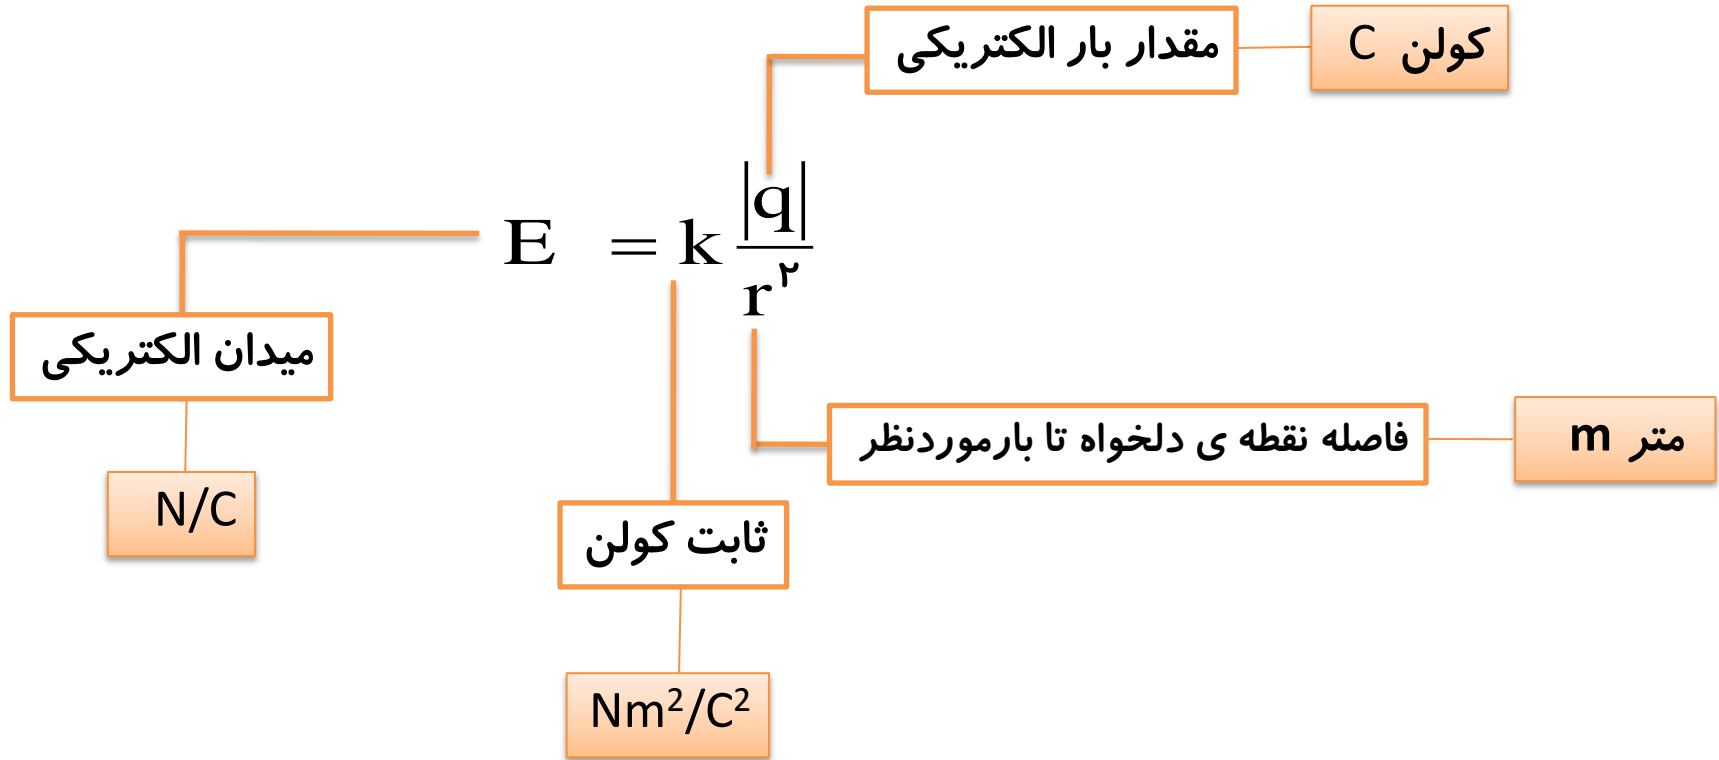 مقدار بار الکتریکی
کولن C
E = k |q| / r۲
میدان الکتریکی
فاصله نقطه ی دلخواه تا بارموردنظر
متر m
N/C
ثابت کولن
Nm²/C²